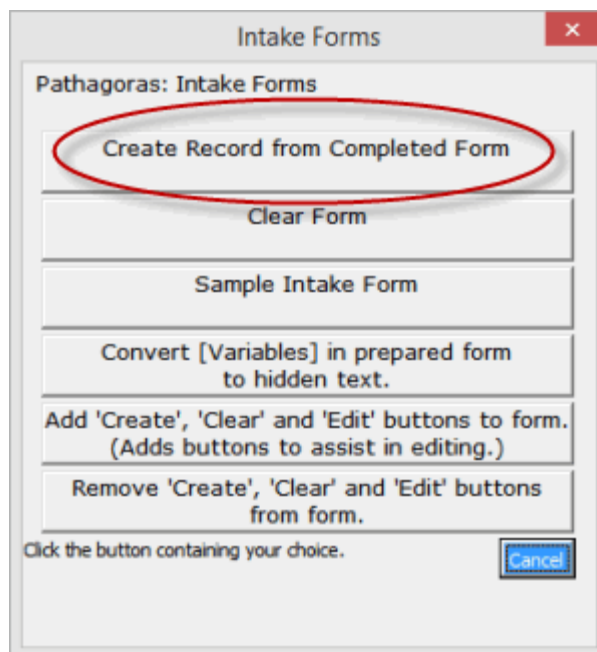 Intake Forms
Pathagoras: Intake Forms
Create Record from Completed Form
Clear Form
Sample Intake Form
Convert [Variables] in prepared form
to hidden text.
Add 'Create', 'Clear' and 'Edit' buttons to form.
(Adds buttons to assist in editing.)
Remove 'Create', 'Clear' and 'Edit' buttons
from form.
Click the button containing your choice.
Cancel